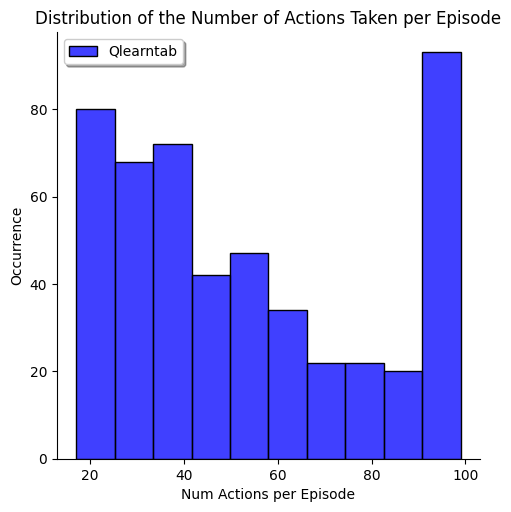 Distribution of the Number of Actions Taken per Episode
Qlearntab
80
60
40
20
0
Occurrence
20 40 60 80 100
Num Actions per Episode